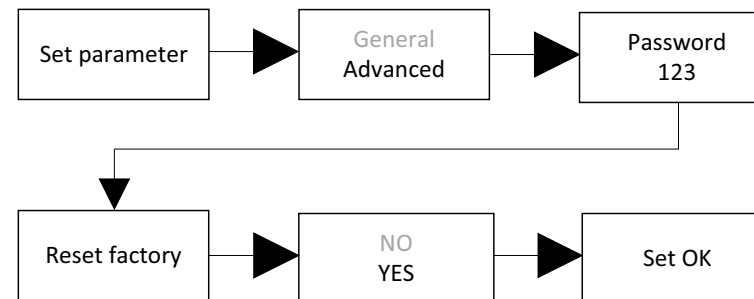 Set parameter
General
Advanced
Password
123
Reset factory
NO
YES
Set OK